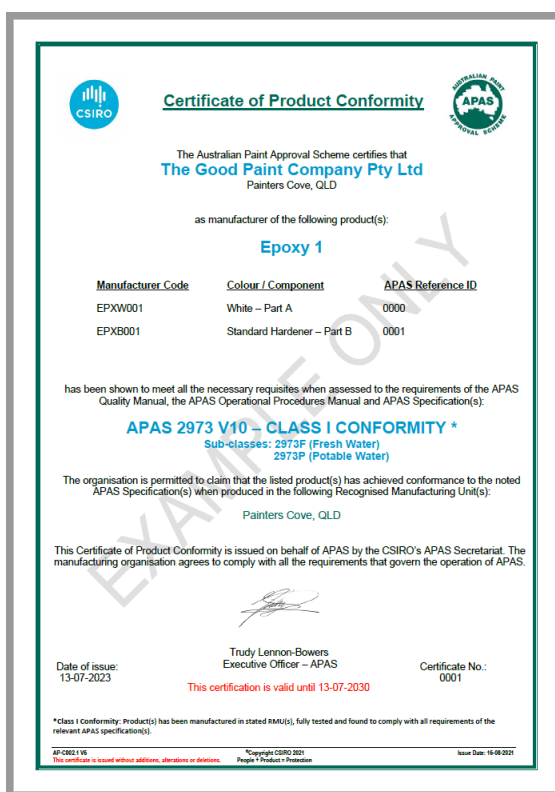 CSIRO
Certificate of Product Conformity
AUSTRALIAN PAINT
APAS
APPROVAL SCHEME
The Australian Paint Approval Scheme certifies that
The Good Paint Company Pty Ltd
Painters Cove, QLD
as manufacturer of the following product(s):
Epoxy 1
Manufacturer Code Colour / Component APAS Reference ID
EPXW001 White – Part A 0000
EPXB001 Standard Hardener – Part B 0001
has been shown to meet all the necessary requisites when assessed to the requirements of the APAS
Quality Manual, the APAS Operational Procedures Manual and APAS Specification(s):
APAS 2973 V10 – CLASS I CONFORMITY *
Sub-classes: 2973F (Fresh Water)
2973P (Potable Water)
The organisation is permitted to claim that the listed product(s) has achieved conformance to the noted
APAS Specification(s) when produced in the following Recognised Manufacturing Unit(s):
Painters Cove, QLD
This Certificate of Product Conformity is issued on behalf of APAS by the CSIRO's APAS Secretariat. The
manufacturing organisation agrees to comply with all the requirements that govern the operation of APAS.
EXAMPLE ONLY
Trudy Lennon-Bowers
Executive Officer – APAS
Date of issue:
13-07-2023
Certificate No.:
0001
This certification is valid until 13-07-2030
*Class I Conformity: Product(s) has been manufactured in stated RMU(s), fully tested and found to comply with all requirements of the
relevant APAS specification(s).
AP-C002.1 V6 ©Copyright CSIRO 2021 Issue Date: 16-08-2021
This certificate is issued without additions, alterations or deletions. People + Product = Protection